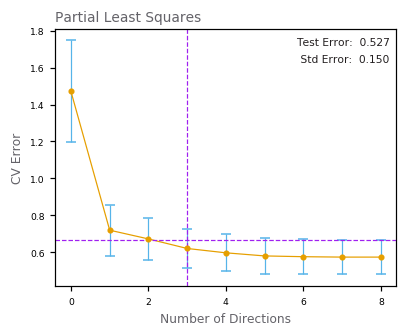 Partial Least Squares
Test Error: 0.527
Std Error: 0.150
CV Error
1.8
1.6
1.4
1.2
1.0
0.8
0.6
0 2 4 6 8
Number of Directions